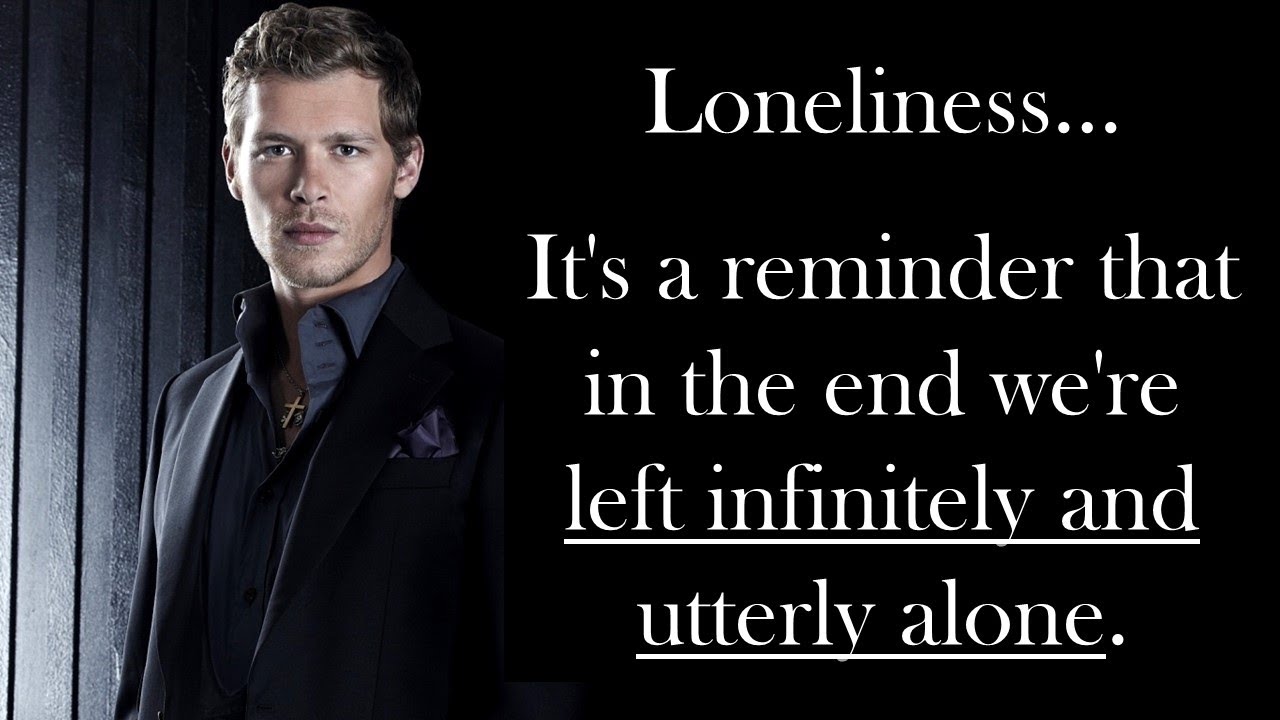 Loneliness...
It's a reminder that
in the end we're
left infinitely and
utterly alone.